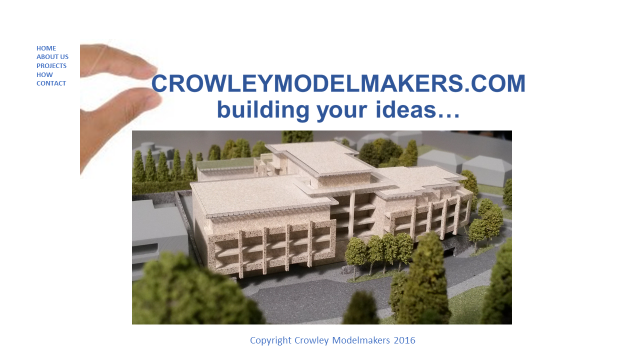 HOME
ABOUT US
PROJECTS
HOW
CONTACT
CROWLEYMODELMAKERS.COM
building your ideas…
Copyright Crowley Modelmakers 2016